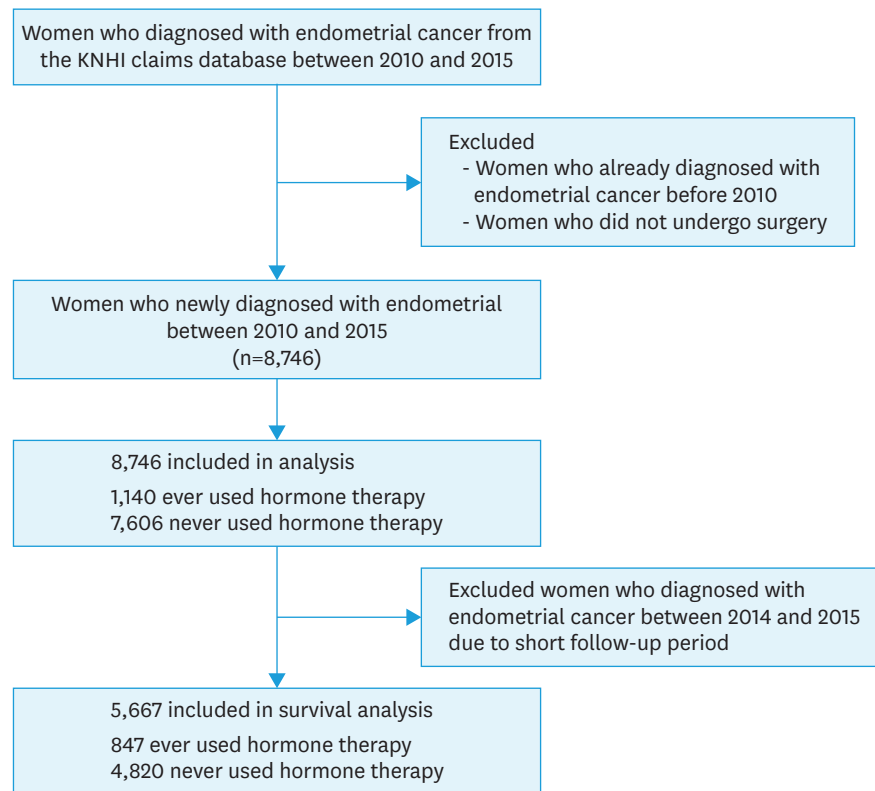 Women who diagnosed with endometrial cancer from
the KNHI claims database between 2010 and 2015
Excluded
- Women who already diagnosed with
endometrial cancer before 2010
- Women who did not undergo surgery
Women who newly diagnosed with endometrial
between 2010 and 2015
(n=8,746)
8,746 included in analysis
1,140 ever used hormone therapy
7,606 never used hormone therapy
Excluded women who diagnosed with
endometrial cancer between 2014 and 2015
due to short follow-up period
5,667 included in survival analysis
847 ever used hormone therapy
4,820 never used hormone therapy